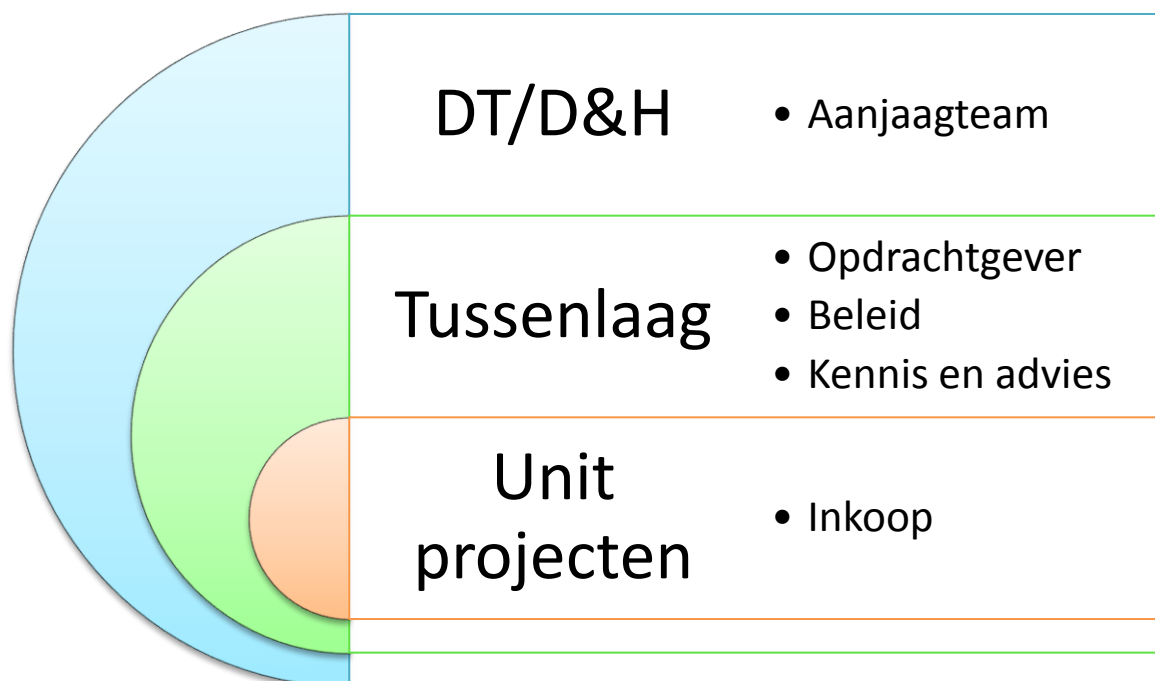 DT/D&H
• Aanjaagteam
Tussenlaag
• Opdrachtgever
• Beleid
• Kennis en advies
Unit
projecten
• Inkoop